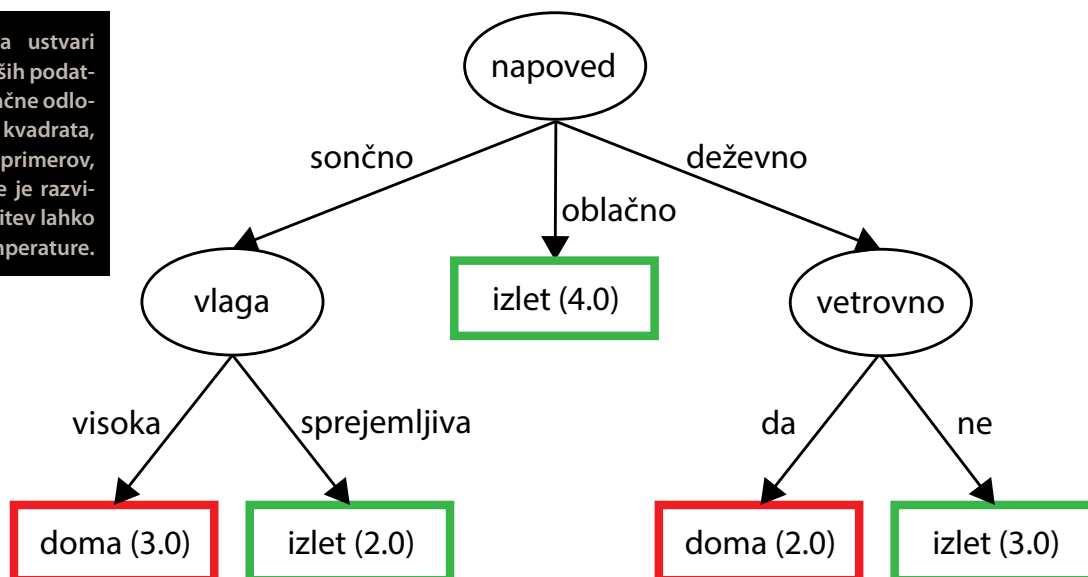 a ustvari
ših podat-
čne odlo-
kvadrata,
primerov,
e je razvi-
itev lahko
perature.
napoved
sončno
oblačno
deževno
vlaga
izlet (4.0)
vetrovno
visoka
sprejemljiva
da
ne
doma (3.0)
izlet (2.0)
doma (2.0)
izlet (3.0)